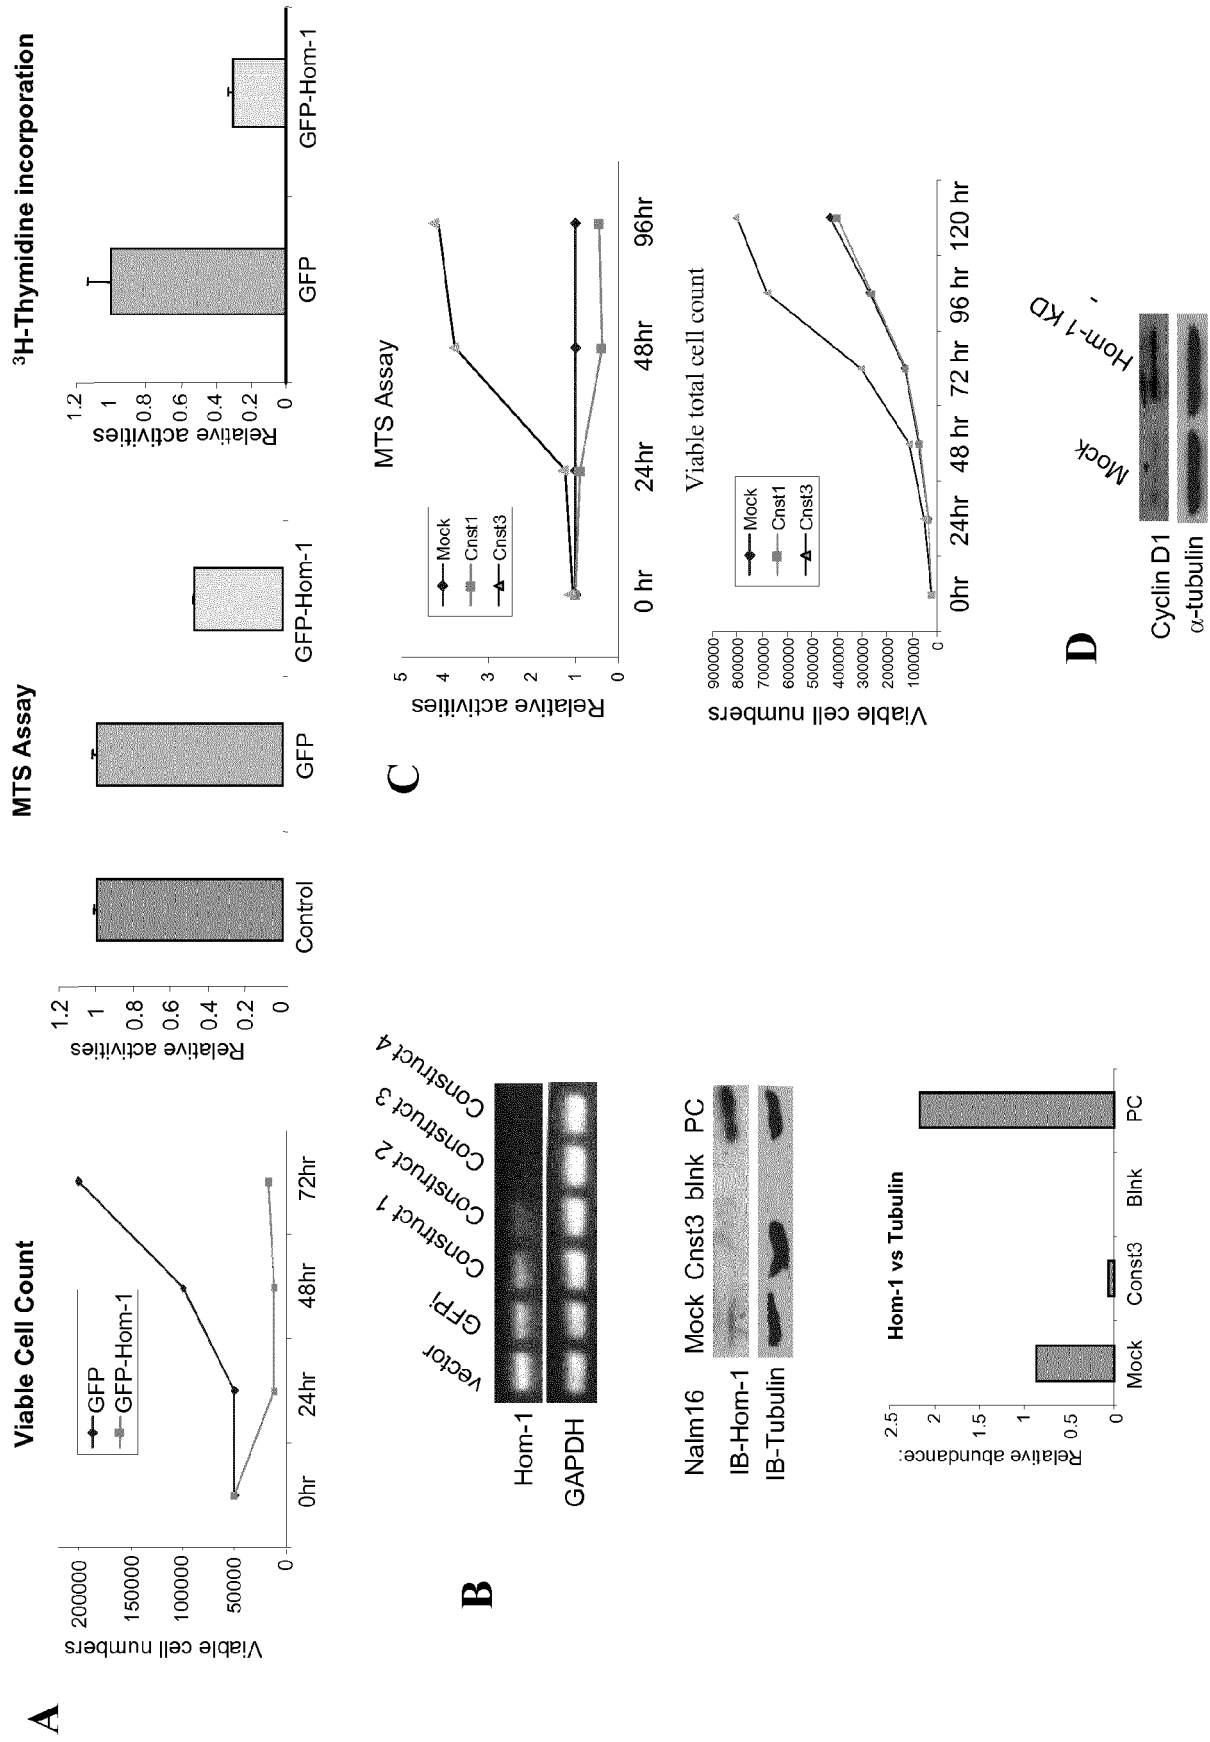 A
Viable Cell Count
Viable cell numbers
200000
150000
100000
50000
0
GFP
GFP-Hom-1
0hr
24hr
48hr
72hr
MTS Assay
Relative activities
1.2
1
0.8
0.6
0.4
0.2
0
Control
GFP
GFP-Hom-1
³H-Thymidine incorporation
Relative activities
1.2
1
0.8
0.6
0.4
0.2
0
GFP
GFP-Hom-1
B
vector
GFPi
Construct 1
Construct 2
Construct 3
Construct 4
Hom-1
GAPDH
Nalm16 Mock Cnst3 blnk PC
IB-Hom-1
IB-Tubulin
Hom-1 vs Tubulin
Relative abundance:
2.5
2
1.5
1
0.5
0
Mock
Const3
Blnk
PC
C
MTS Assay
Relative activities
5
4
3
2
1
0
Mock
Cnst1
Cnst3
0 hr
24hr
48hr
96hr
Viable total cell count
Viable cell numbers
900000
800000
700000
600000
500000
400000
300000
200000
100000
0
Mock
Cnst1
Cnst3
0hr
24hr
48 hr
72 hr
96 hr
120 hr
D
Mock
Hom-1 KD
Cyclin D1
α-tubulin